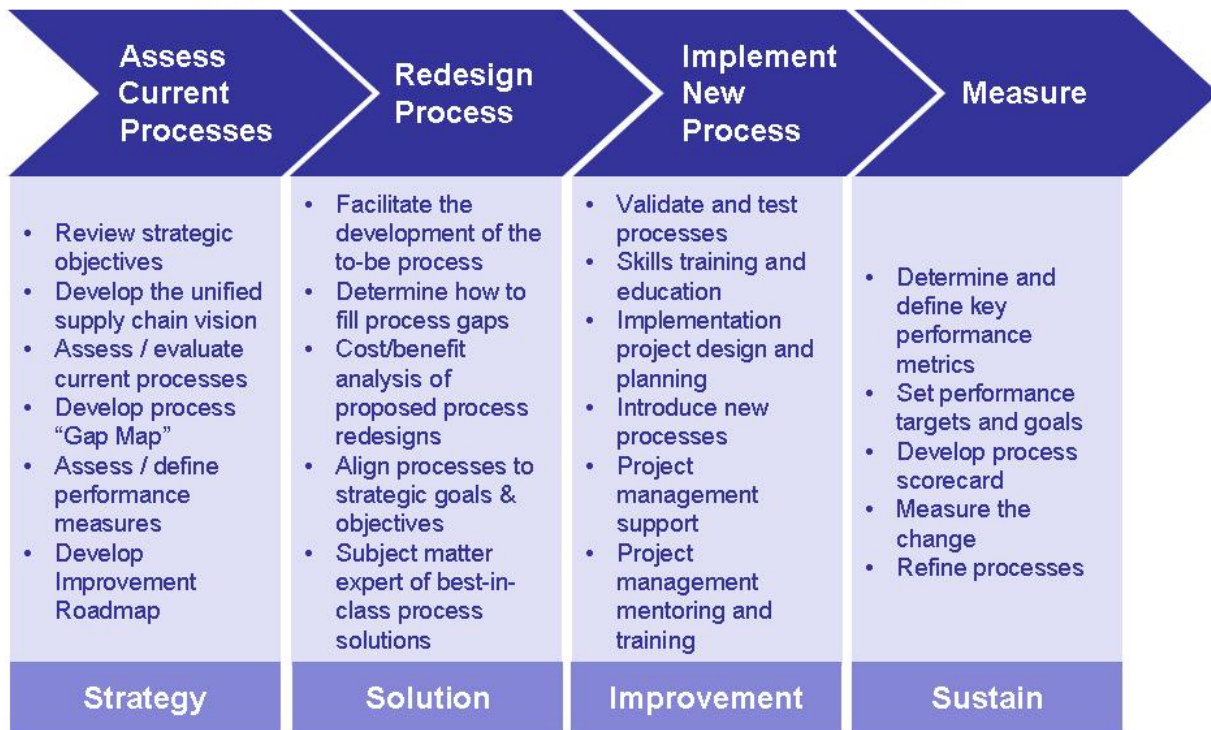 Assess
Current
Processes
Redesign
Process
Implement
New
Process
Measure
• Review strategic
objectives
• Develop the unified
supply chain vision
• Assess / evaluate
current processes
• Develop process
“Gap Map”
• Assess / define
performance
measures
• Develop
Improvement
Roadmap
• Facilitate the
development of the
to-be process
• Determine how to
fill process gaps
• Cost/benefit
analysis of
proposed process
redesigns
• Align processes to
strategic goals &
objectives
• Subject matter
expert of best-in-
class process
solutions
• Validate and test
processes
• Skills training and
education
• Implementation
project design and
planning
• Introduce new
processes
• Project
management
support
• Project
management
mentoring and
training
• Determine and
define key
performance
metrics
• Set performance
targets and goals
• Develop process
scorecard
• Measure the
change
• Refine processes
Strategy
Solution
Improvement
Sustain